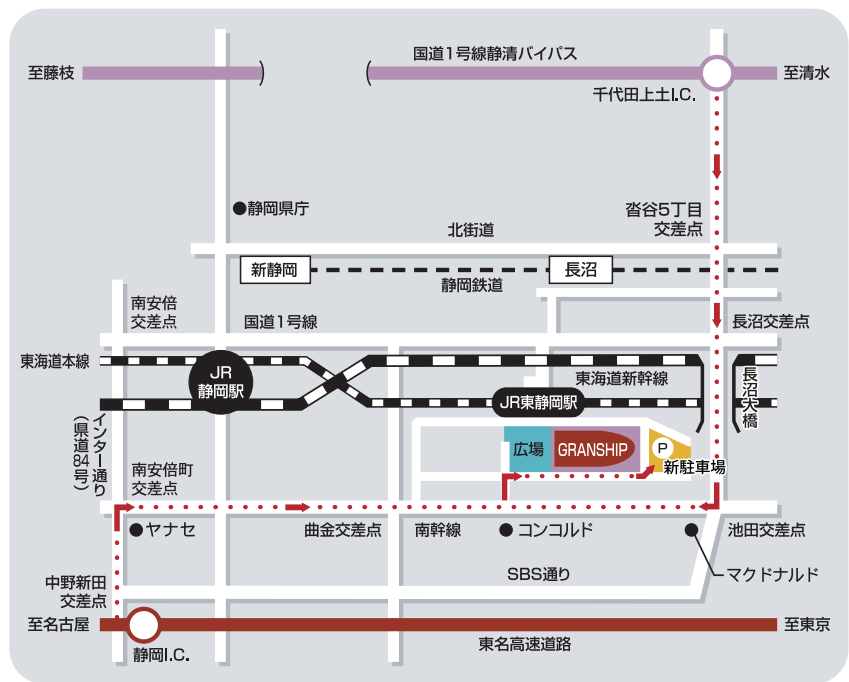 国道1号線静清バイパス
至藤枝
至清水
千代田上土I.C.
静岡県庁
沓谷5丁目
交差点
北街道
新静岡
長沼
静岡鉄道
南安倍
交差点
国道1号線
長沼交差点
東海道本線
JR
静岡駅
東海道新幹線
長沼大橋
JR東静岡駅
インター通り
(県道84号)
広場
GRANSHIP
P
新駐車場
南安倍町
交差点
ヤナセ
曲金交差点
南幹線
コンコルド
池田交差点
SBS通り
マクドナルド
中野新田
交差点
至名古屋
至東京
静岡I.C.
東名高速道路